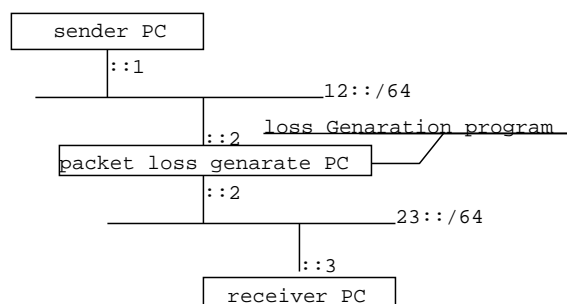 sender PC
::1
12::/64
loss Genaration program
::2
packet loss genarate PC
::2
23::/64
::3
receiver PC